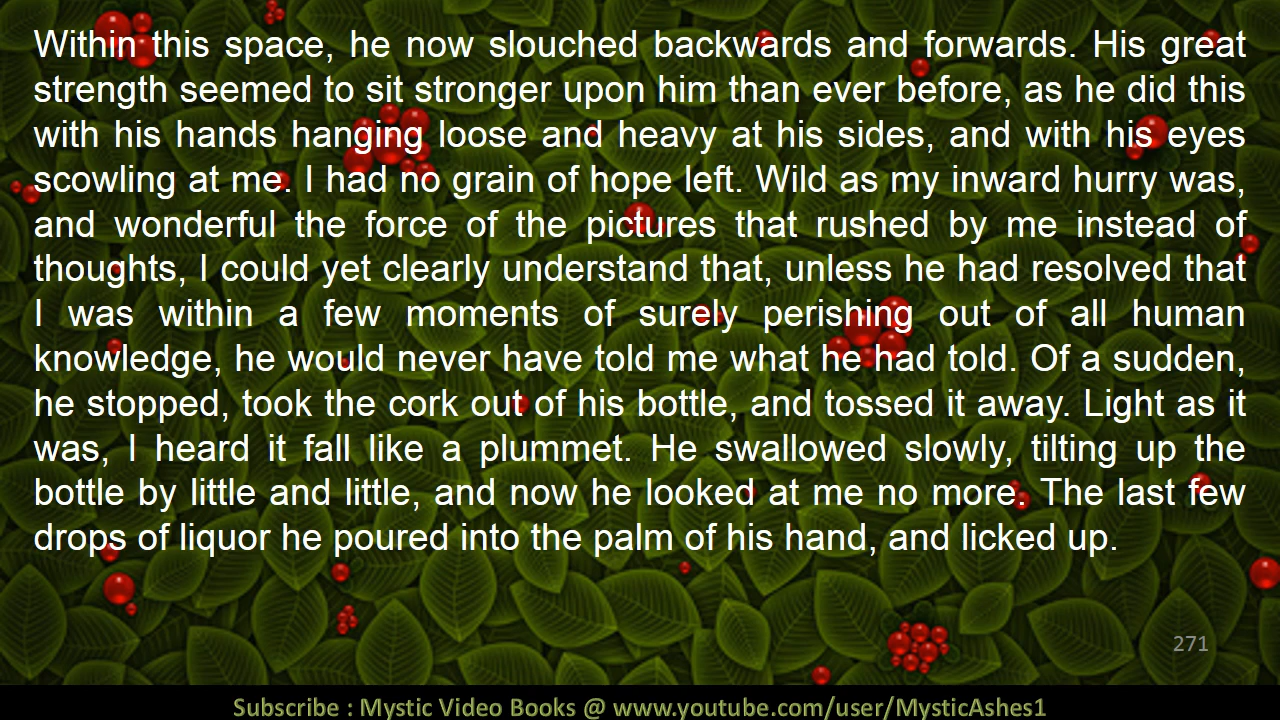 Within this space, he now slouched backwards and forwards. His great
strength seemed to sit stronger upon him than ever before, as he did this
with his hands hanging loose and heavy at his sides, and with his eyes
scowling at me. I had no grain of hope left. Wild as my inward hurry was,
and wonderful the force of the pictures that rushed by me instead of
thoughts, I could yet clearly understand that, unless he had resolved that
I was within a few moments of surely perishing out of all human
knowledge, he would never have told me what he had told. Of a sudden,
he stopped, took the cork out of his bottle, and tossed it away. Light as it
was, I heard it fall like a plummet. He swallowed slowly, tilting up the
bottle by little and little, and now he looked at me no more. The last few
drops of liquor he poured into the palm of his hand, and licked up.
271
Subscribe : Mystic Video Books @ www.youtube.com/user/MysticAshes1